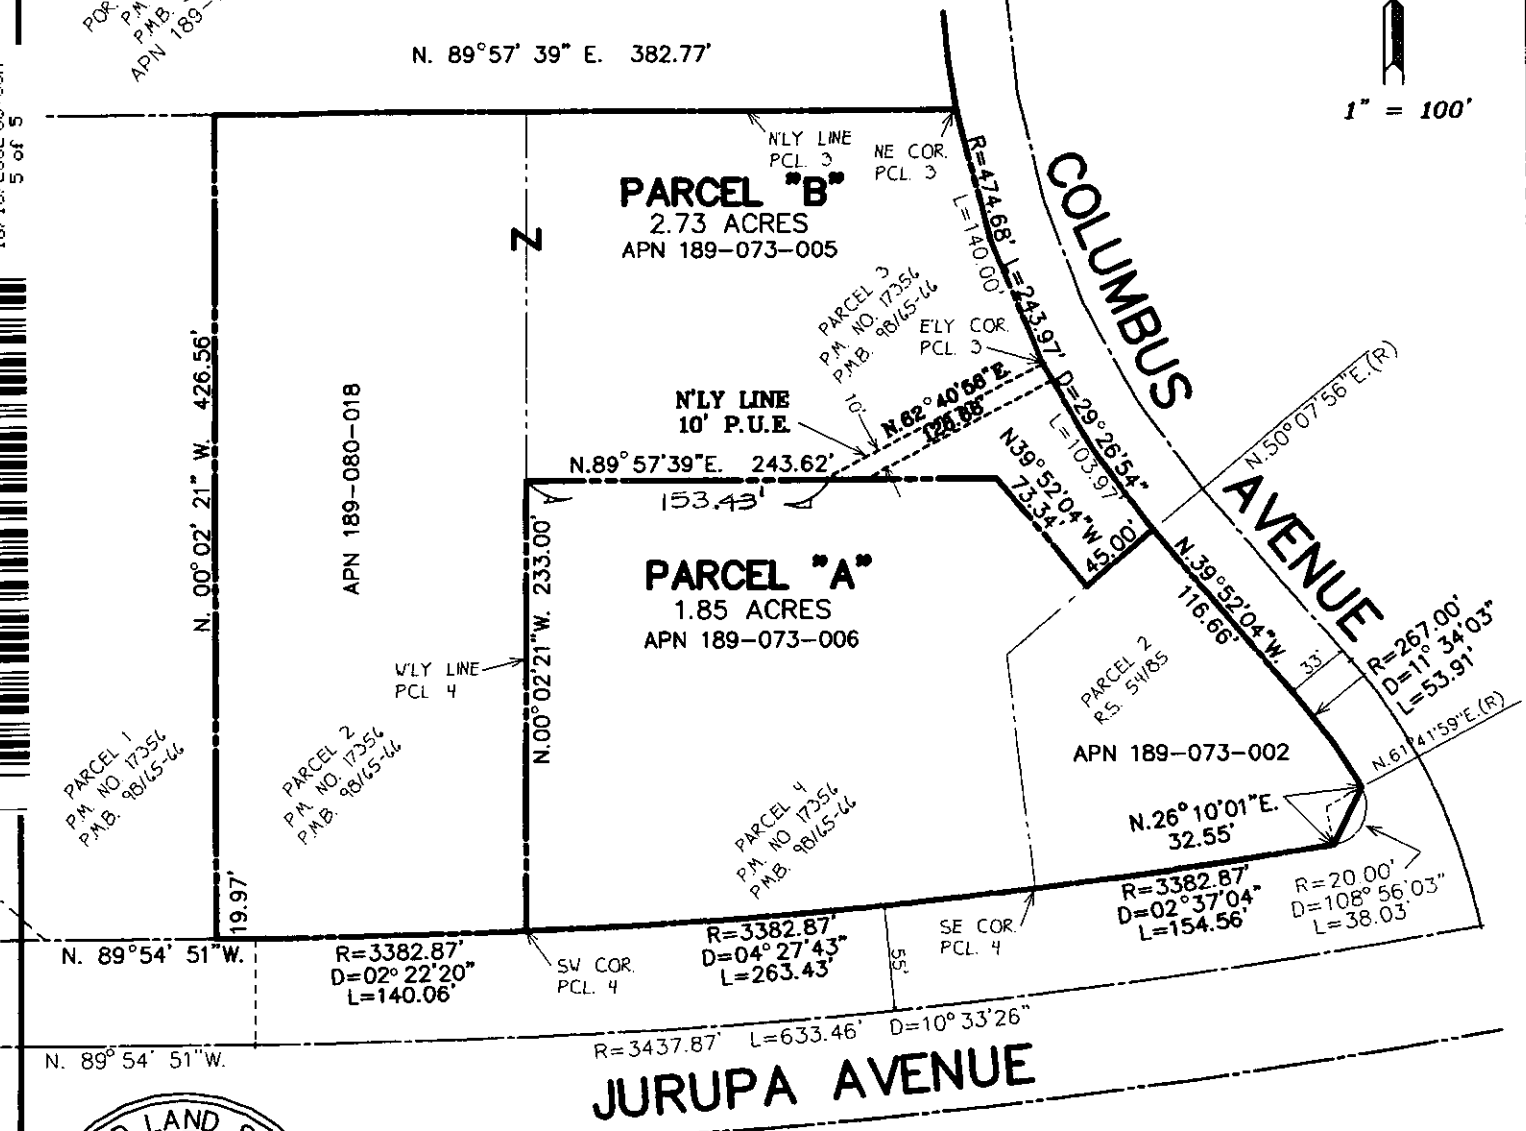 POR.
P.M.
P.M.B.
APN 189-
5 of 5
N. 89°57' 39" E. 382.77'
1" = 100'
N'LY LINE
PCL. 3
NE COR.
PCL. 3
PARCEL "B"
2.73 ACRES
APN 189-073-005
Z
R=474.68' L=243.97'
D=29°26'54"
L=140.00'
L=103.97'
COLUMBUS
AVENUE
PARCEL 3
P.M. NO. 17356
P.M.B. 98/65-66
E'LY COR.
PCL. 3
N. 00° 02' 21" W. 426.56'
APN 189-080-018
N'LY LINE
10' P.U.E.
10'
N.62°40'58"E.
N.89°57'39"E. 243.62'
153.43'
N39°52'04"W
73.34'
45.00'
N.50°07'56"E.(R)
N.00°02'21"W. 233.00'
PARCEL "A"
1.85 ACRES
APN 189-073-006
N.39°52'04"W.
116.66'
33'
R=267.00'
D=11° 34'03"
L=53.91'
N.61°41'59"E.(R)
W'LY LINE
PCL 4
PARCEL 2
R.S. 54/85
APN 189-073-002
PARCEL 1
P.M. NO. 17356
P.M.B. 98/65-66
PARCEL 2
P.M. NO. 17356
P.M.B. 98/65-66
PARCEL 4
P.M. NO 17356
P.M.B. 98/65-66
N.26°10'01"E.
32.55'
19.97'
N. 89°54' 51"W.
R=3382.87'
D=02°22'20"
L=140.06'
SW COR.
PCL. 4
R=3382.87'
D=04°27'43"
L=263.43'
55'
SE COR.
PCL. 4
R=3382.87'
D=02°37'04"
L=154.56'
R=20.00'
D=108°56'03"
L=38.03'
N. 89°54' 51"W.
R=3437.87' L=633.46' D=10°33'26"
JURUPA AVENUE
LAND